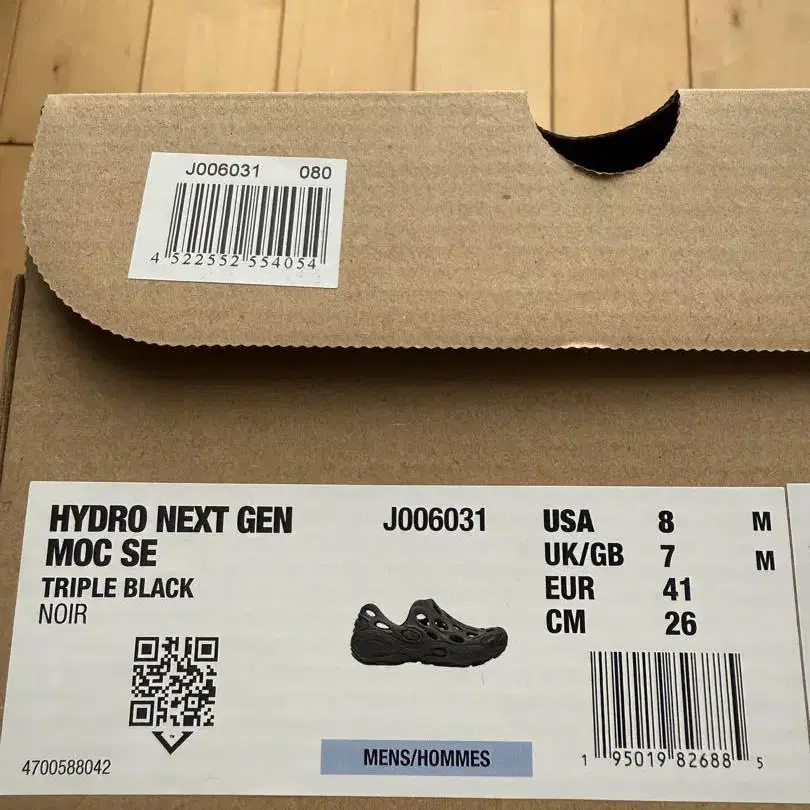 J006031 080
4 522552 554054
HYDRO NEXT GEN
MOC SE
TRIPLE BLACK
NOIR
J006031
USA 8 M
UK/GB 7 M
EUR 41
CM 26
4700588042
MENS/HOMMES
1 95019 82688 5